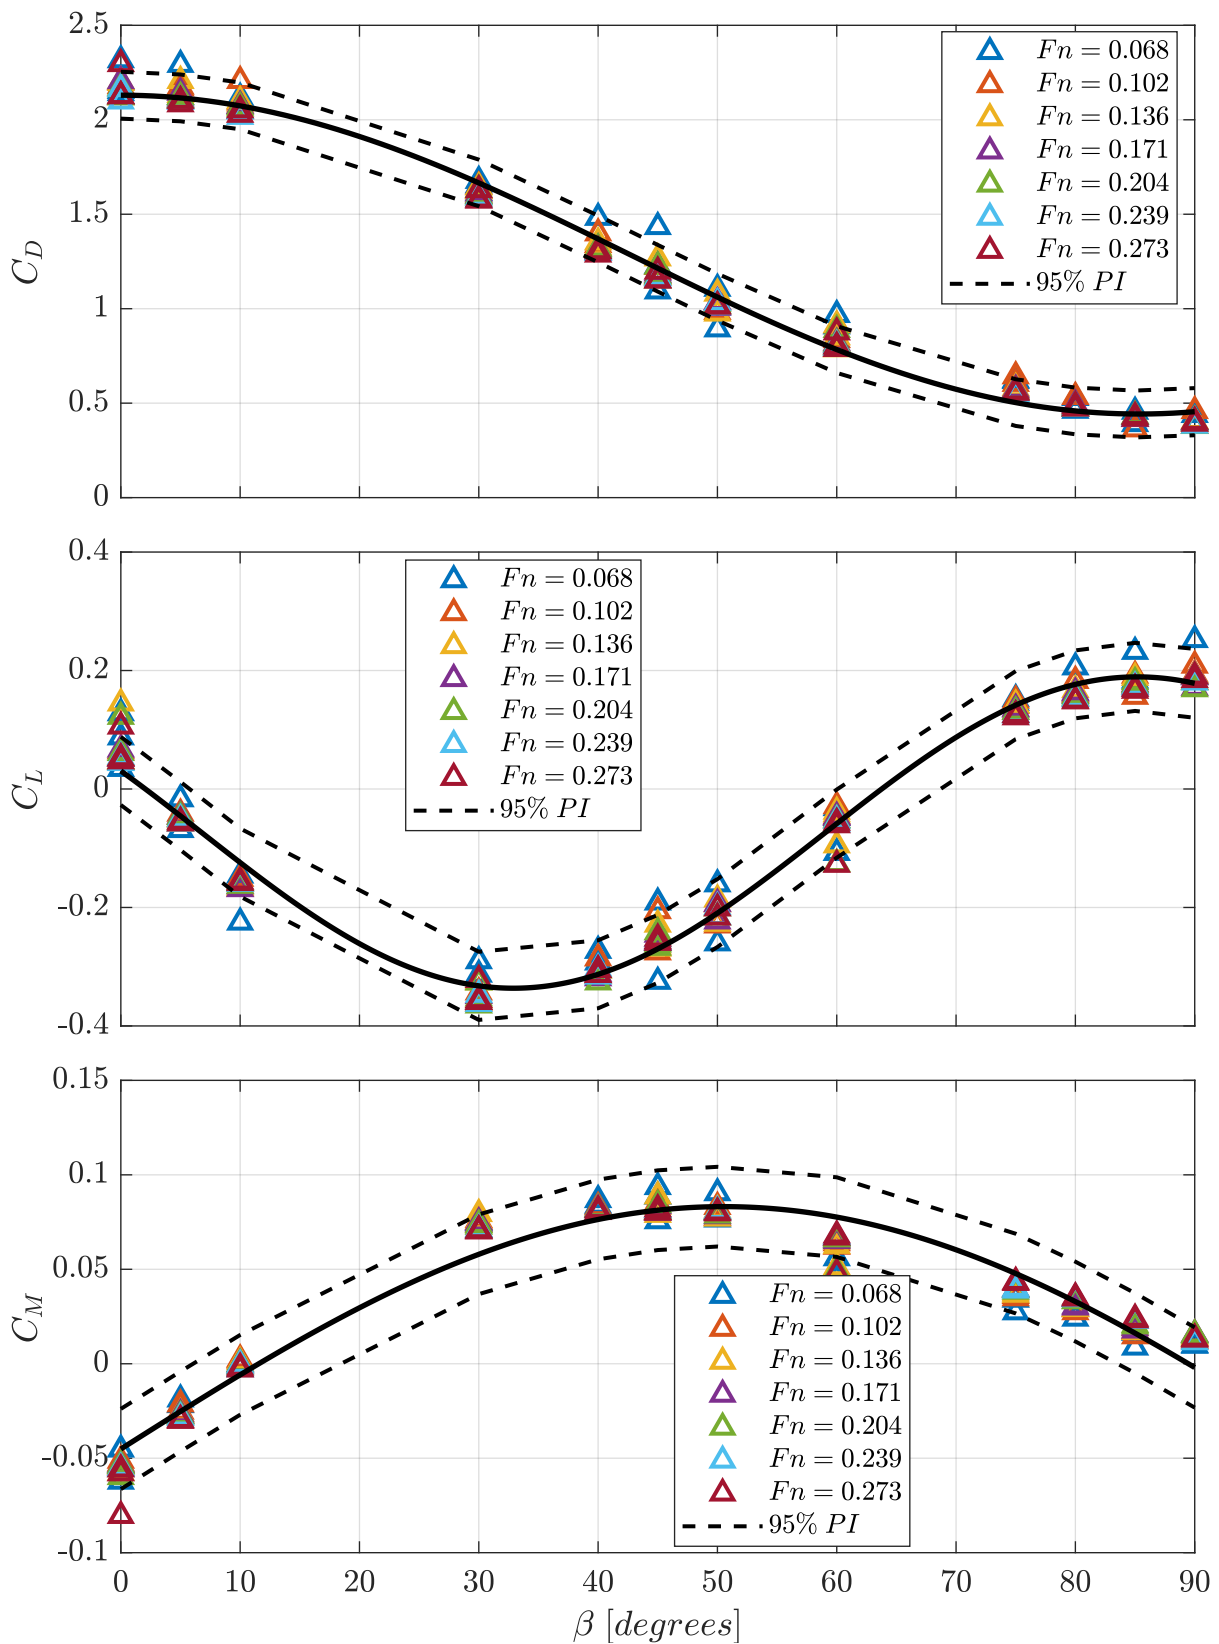 2.5
2
1.5
1
0.5
0
C_D
Fn = 0.068
Fn = 0.102
Fn = 0.136
Fn = 0.171
Fn = 0.204
Fn = 0.239
Fn = 0.273
95% PI
0.4
0.2
0
-0.2
-0.4
C_L
Fn = 0.068
Fn = 0.102
Fn = 0.136
Fn = 0.171
Fn = 0.204
Fn = 0.239
Fn = 0.273
95% PI
0.15
0.1
0.05
0
-0.05
-0.1
C_M
Fn = 0.068
Fn = 0.102
Fn = 0.136
Fn = 0.171
Fn = 0.204
Fn = 0.239
Fn = 0.273
95% PI
0 10 20 30 40 50 60 70 80 90
β [degrees]